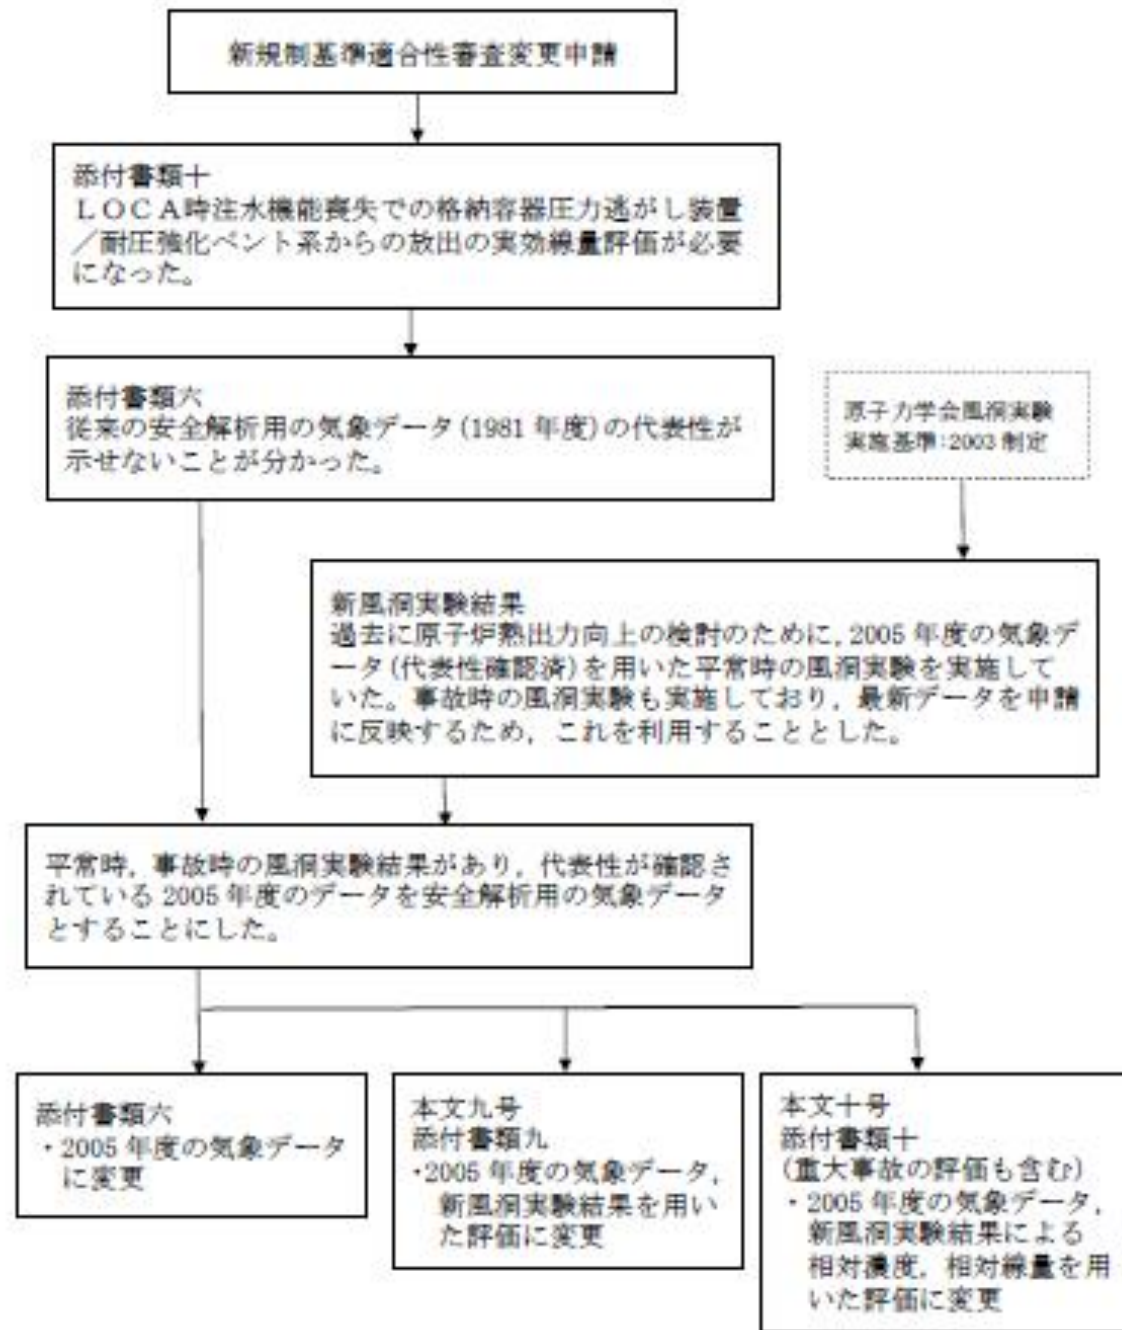 新規制基準適合性審査変更申請
添付書類十
LOCA時注水機能喪失での格納容器圧力逃がし装置
／耐圧強化ベント系からの放出の実効線量評価が必要
になった。
添付書類六
従来の安全解析用の気象データ(1981 年度)の代表性が
示せないことが分かった。
原子力学会風洞実験
実施基準:2003 制定
新風洞実験結果
過去に原子炉熱出力向上の検討のために,2005 年度の気象デ
ータ(代表性確認済)を用いた平常時の風洞実験を実施して
いた。事故時の風洞実験も実施しており,最新データを申請
に反映するため,これを利用することとした。
平常時,事故時の風洞実験結果があり,代表性が確認さ
れている 2005 年度のデータを安全解析用の気象データ
とすることにした。
添付書類六
・2005 年度の気象データ
に変更
本文九号
添付書類九
・2005 年度の気象データ,
新風洞実験結果を用い
た評価に変更
本文十号
添付書類十
(重大事故の評価も含む)
・2005 年度の気象データ,
新風洞実験結果による
相対濃度,相対線量を用
いた評価に変更